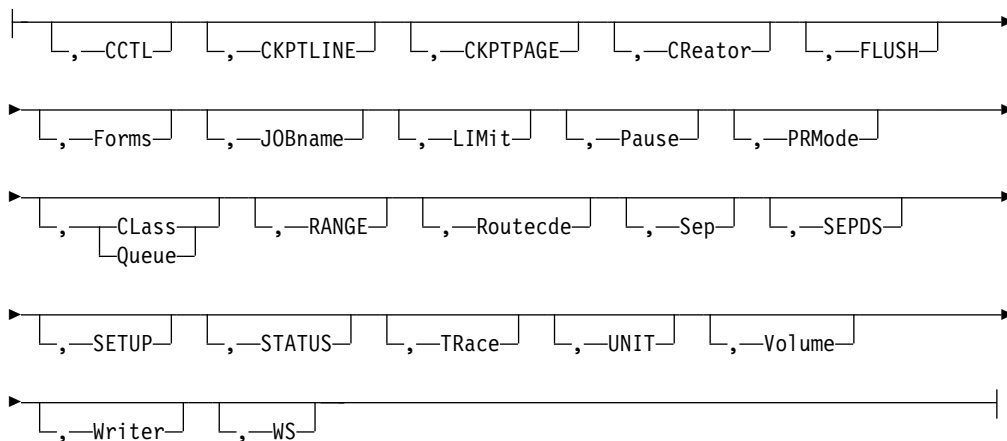 , CCTL , CKPTLINE , CKPTPAGE , CReator , FLUSH
, Forms , JOBname , LIMit , Pause , PRMode
, CLass , RANGE , Routecde , Sep , SEPDS
Queue
, SETUP , STATUS , TRace , UNIT , Volume
, Writer , WS